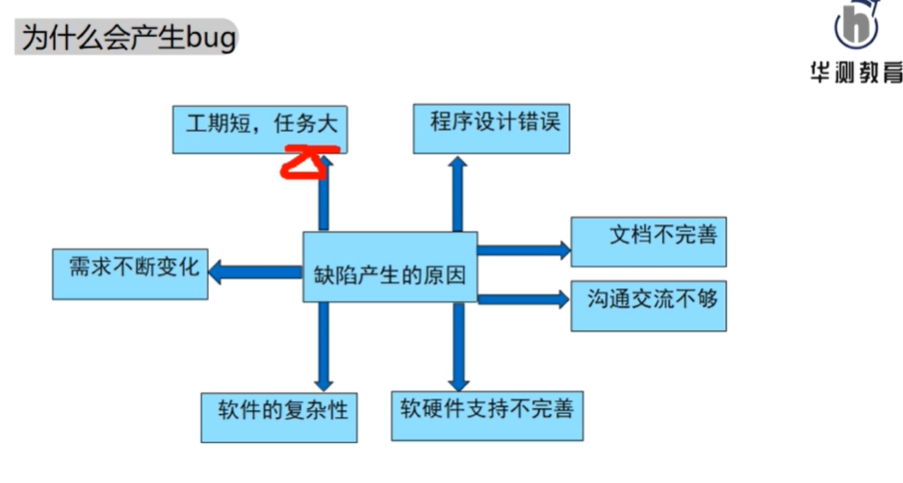 为什么会产生bug
华测教育
工期短，任务大
程序设计错误
文档不完善
需求不断变化
缺陷产生的原因
沟通交流不够
软件的复杂性
软硬件支持不完善